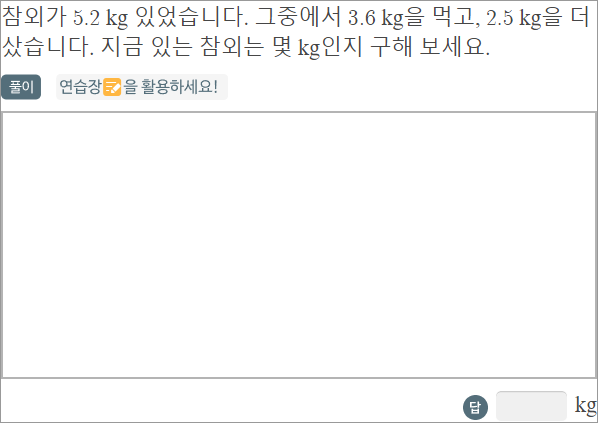 참외가 5.2 kg 있었습니다. 그중에서 3.6 kg을 먹고, 2.5 kg을 더
샀습니다. 지금 있는 참외는 몇 kg인지 구해 보세요.
풀이 연습장을 활용하세요!
답 kg